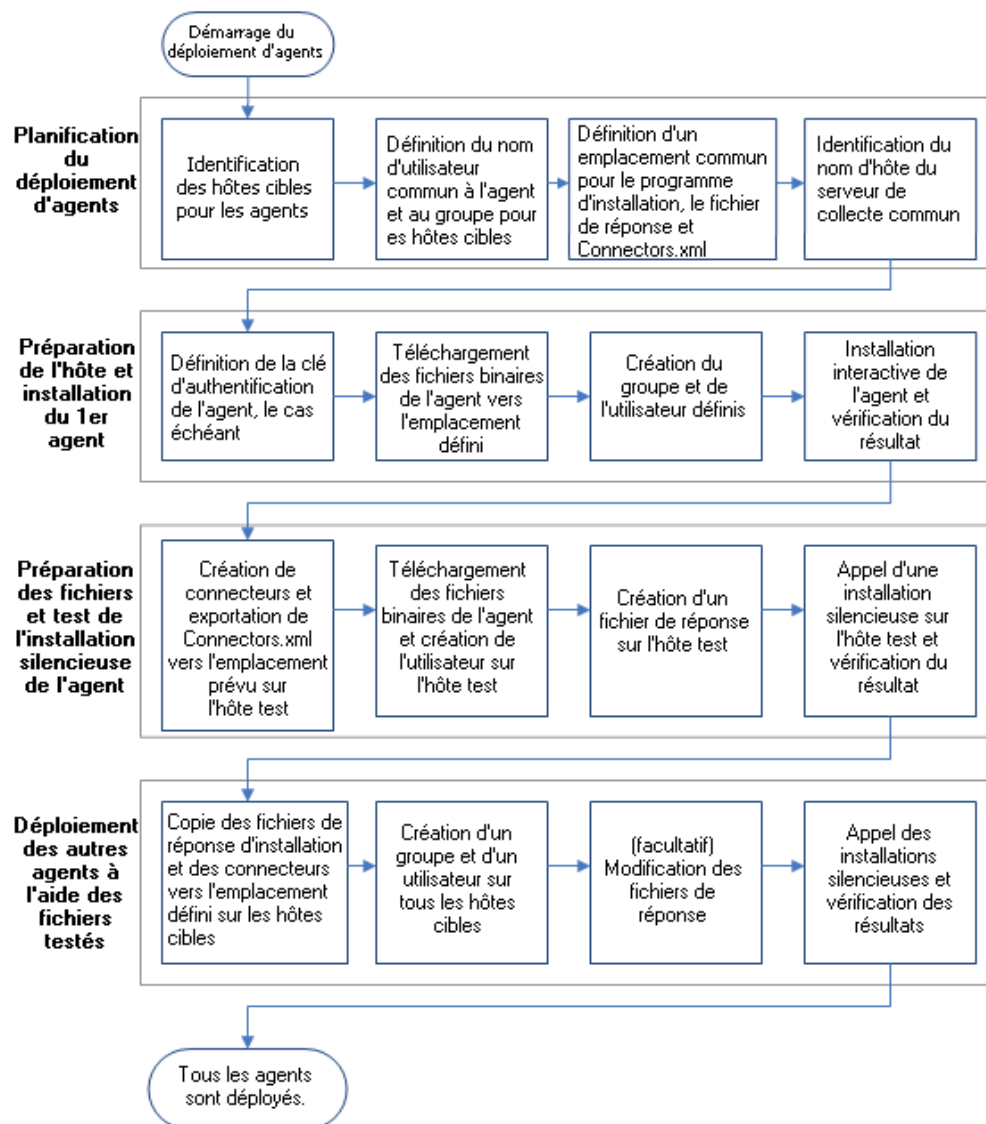 Démarrage du
déploiement d'agents
Planification
du
déploiement
d'agents
Identification
des hôtes cibles
pour les agents
Définition du nom
d'utilisateur
commun à l'agent
et au groupe pour
es hôtes cibles
Définition d'un
emplacement commun
pour le programme
d'installation, le fichier
de réponse et
Connectors.xml
Identification du
nom d'hôte du
serveur de
collecte commun
Préparation
de l'hôte et
installation
du 1er
agent
Définition de la clé
d'authentification
de l'agent, le cas
échéant
Téléchargement
des fichiers binaires
de l'agent vers
l'emplacement
défini
Création du
groupe et de
l'utilisateur définis
Installation
interactive de
l'agent et
vérification du
résultat
Préparation
des fichiers
et test de
l'installation
silencieuse
de l'agent
Création de
connecteurs et
exportation de
Connectors.xml
vers l'emplacement
prévu sur
l'hôte test
Téléchargement
des fichiers
binaires de l'agent
et création de
l'utilisateur sur
l'hôte test
Création d'un
fichier de réponse
sur l'hôte test
Appel d'une
installation
silencieuse sur
l'hôte test et
vérification du
résultat
Déploiement
des autres
agents à
l'aide des
fichiers
testés
Copie des fichiers de
réponse d'installation
et des connecteurs
vers l'emplacement
défini sur les hôtes
cibles
Création d'un
groupe et d'un
utilisateur sur
tous les hôtes
cibles
(facultatif)
Modification des
fichiers de
réponse
Appel des
installations
silencieuses et
vérification des
résultats
Tous les agents
sont déployés.